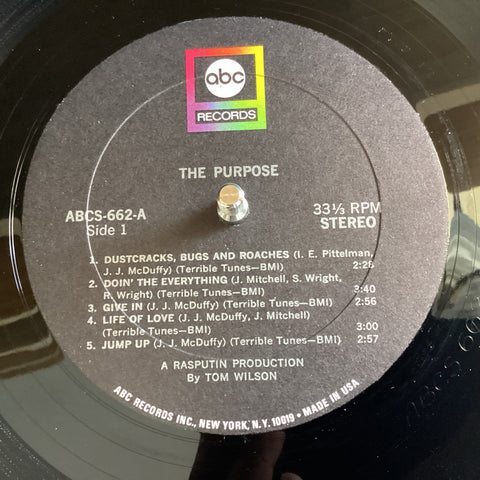 abc
RECORDS
THE PURPOSE
ABCS-662-A
Side 1
33⅓ RPM
STEREO
1. DUSTCRACKS, BUGS AND ROACHES (I. E. Pittelman,
J. J. McDuffy) (Terrible Tunes—BMI) 2:28
2. DOIN' THE EVERYTHING (J. Mitchell, S. Wright,
R. Wright) (Terrible Tunes—BMI) 3:40
3. GIVE IN (J. J. McDuffy) (Terrible Tunes—BMI) 2:56
4. LIFE OF LOVE (J. J. McDuffy, J. Mitchell)
(Terrible Tunes—BMI) 3:00
5. JUMP UP (J. J. McDuffy) (Terrible Tunes—BMI) 2:57
A RASPUTIN PRODUCTION
By TOM WILSON
ABC RECORDS INC., NEW YORK, N.Y. 10019 • MADE IN USA